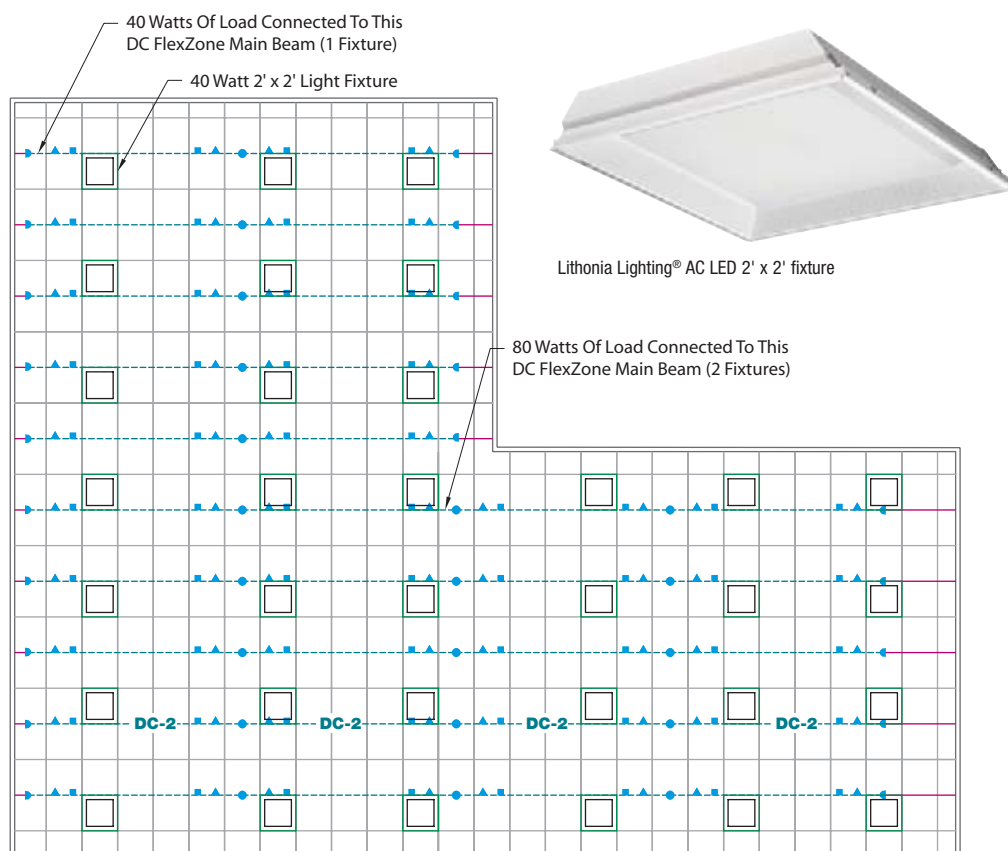 40 Watts Of Load Connected To This
DC FlexZone Main Beam (1 Fixture)
40 Watt 2' x 2' Light Fixture
Lithonia Lighting® AC LED 2' x 2' fixture
80 Watts Of Load Connected To This
DC FlexZone Main Beam (2 Fixtures)
DC-2 DC-2 DC-2 DC-2